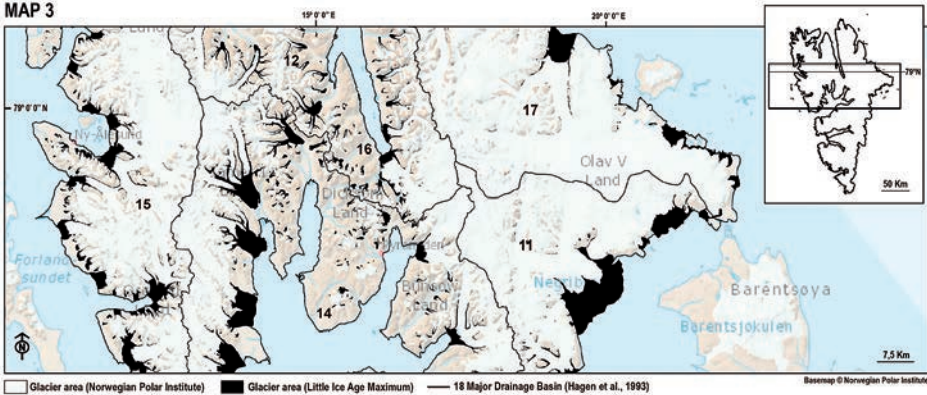 MAP 3
15° 0' 0" E
20° 0' 0" E
79° 0' 0" N
Land
12
17
Ny-Ålesund
16
Olav V
Land
Dickson
Land
15
11
Forland
sundet
Bünsow
Land
14
Negrib
Barentsøya
Barentsjøkulen
N
7,5 Km
79°N
50 Km
Glacier area (Norwegian Polar Institute)
Glacier area (Little Ice Age Maximum)
18 Major Drainage Basin (Hagen et al., 1993)
Basemap © Norwegian Polar Institute